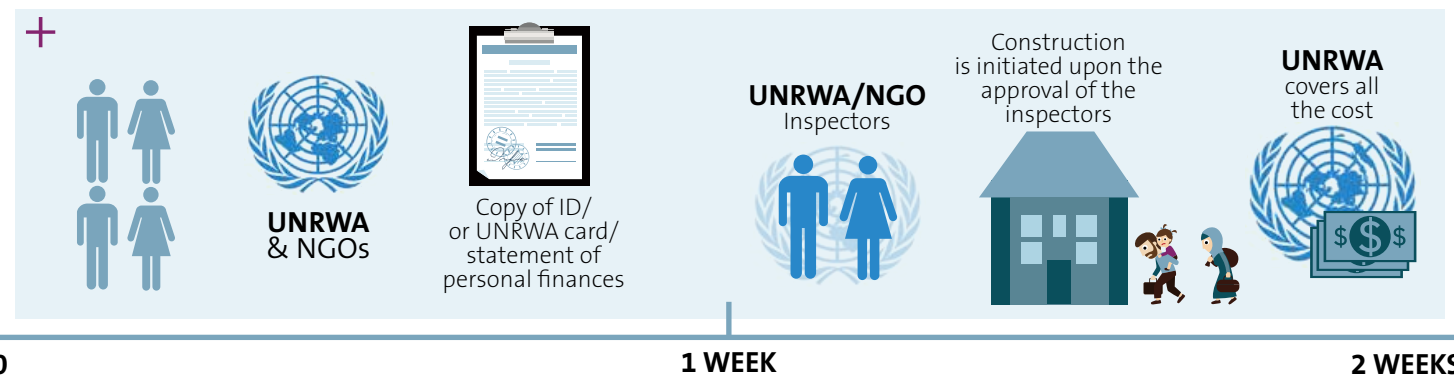 UNRWA
& NGOs
Copy of ID/
or UNRWA card/
statement of
personal finances
UNRWA/NGO
Inspectors
Construction
is initiated upon the
approval of the
inspectors
UNRWA
covers all
the cost
$ $ $
0
1 WEEK
2 WEEKS